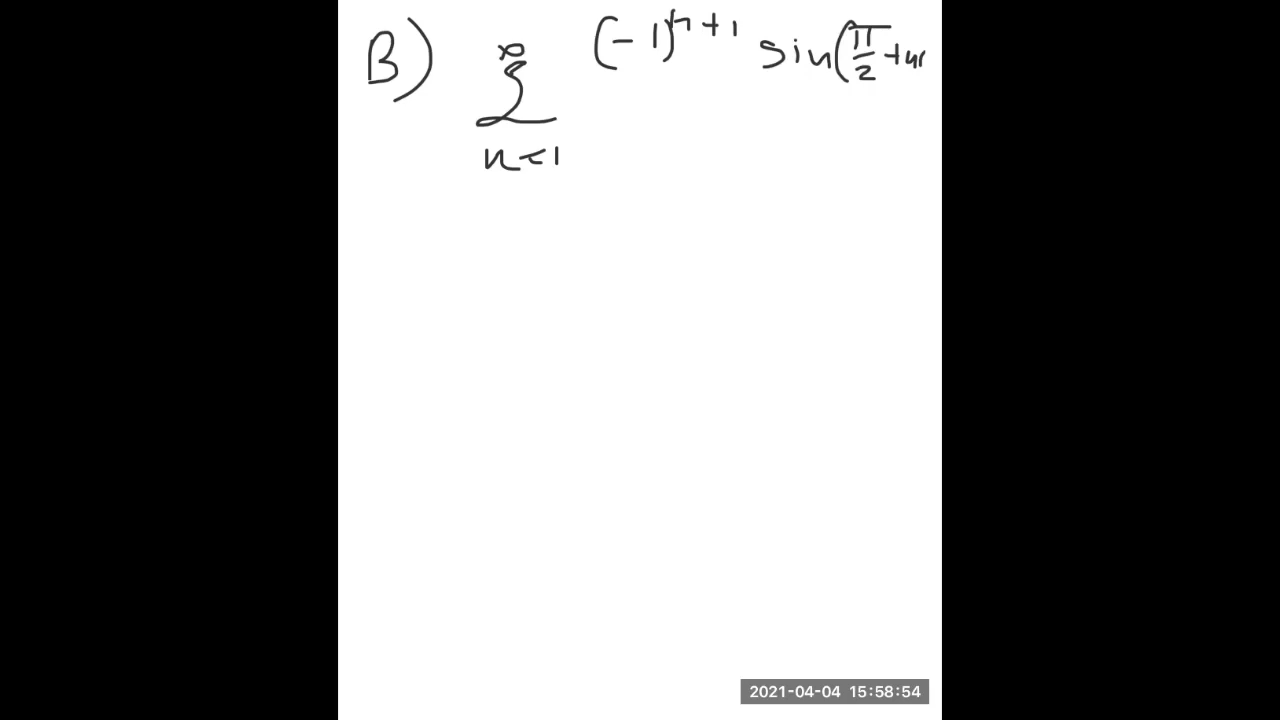 B) ∞ Σ n=1 (-1)^{n+1} sin(π/2 +
2021-04-04 15:58:54